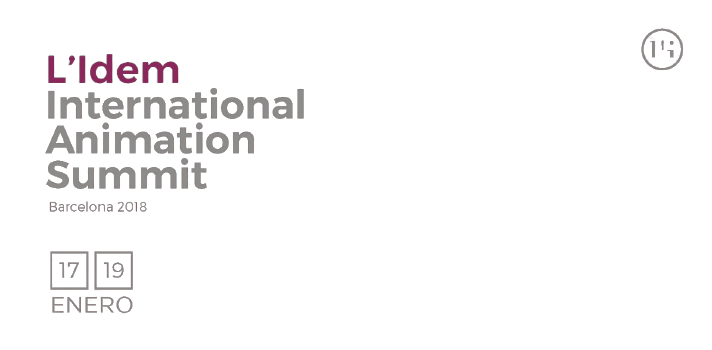 L'Idem
International
Animation
Summit
Barcelona 2018
17 19
ENERO